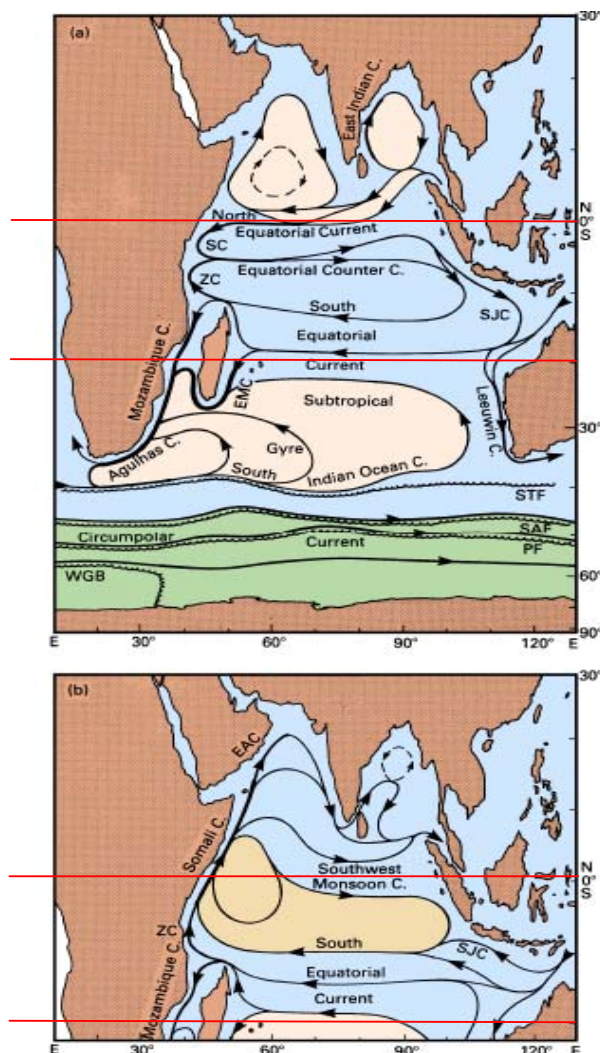 (a)
30°
East Indian C.
North
0°
S
Equatorial Current
SC
Equatorial Counter C.
ZC
South
SJC
Equatorial
Mozambique C.
Current
EMC
Leeuwin C.
Subtropical
30°
Agulhas C.
Gyre
South
Indian Ocean C.
STF
SAF
Circumpolar
Current
PF
WGB
60°
90°
E
30°
60°
90°
120°
E
(b)
30°
EAC
Somali C.
Southwest
0°
Monsoon C.
S
ZC
South
SJC
Mozambique C.
Equatorial
Current
E
30°
60°
90°
120°
E